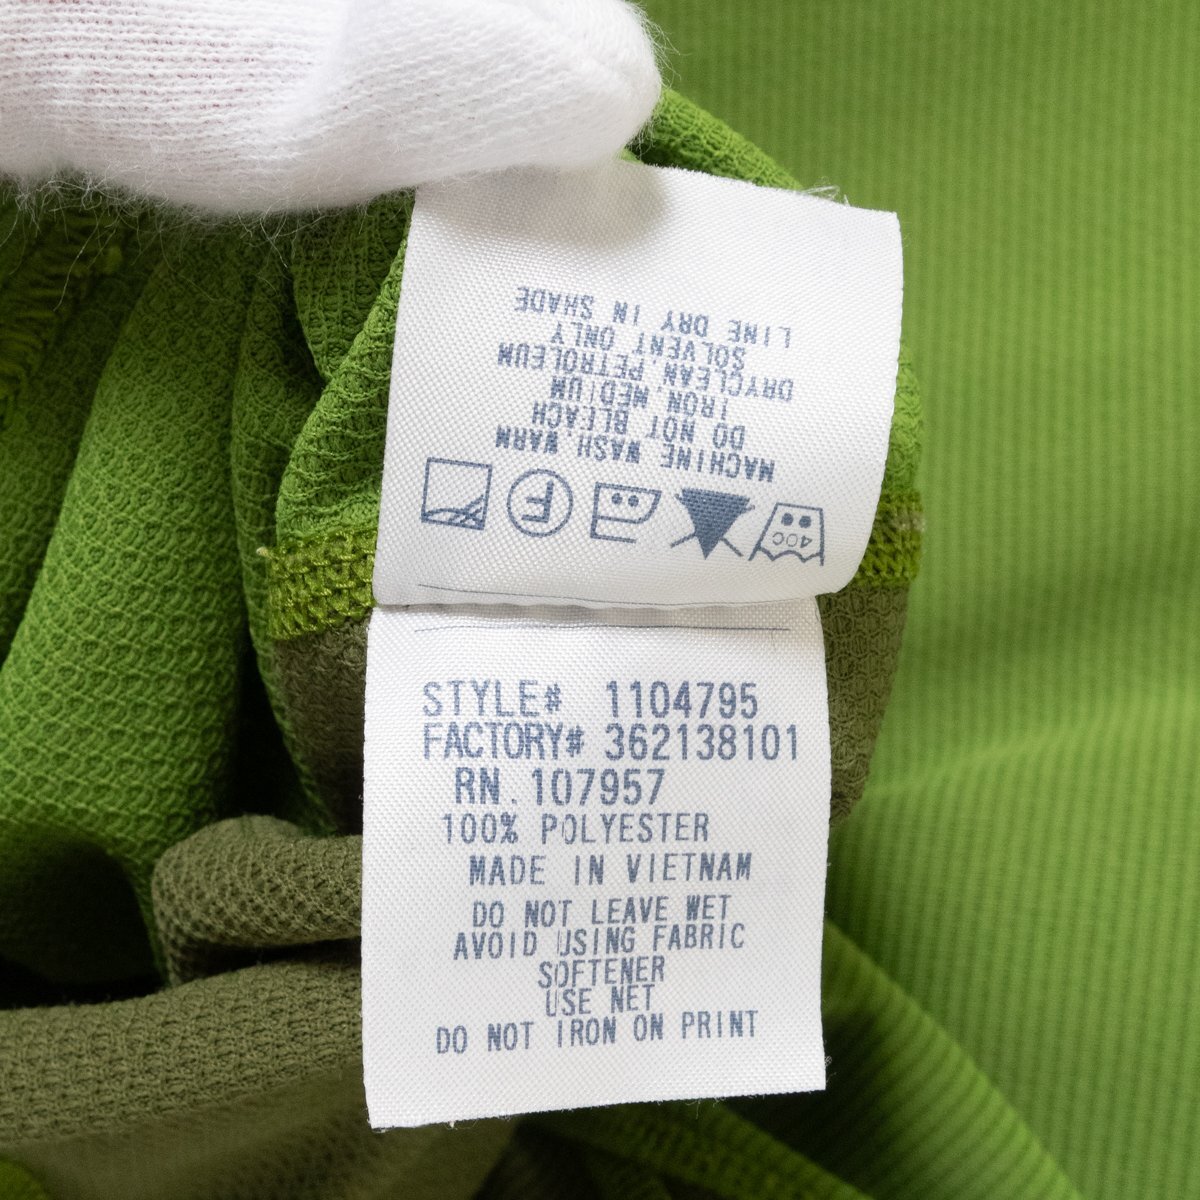 40C
F
MACHINE WASH, WARM
DO NOT BLEACH
IRON, MEDIUM
DRYCLEAN, PETROLEUM
SOLVENT ONLY
LINE DRY IN SHADE
STYLE# 1104795
FACTORY# 362138101
RN. 107957
100% POLYESTER
MADE IN VIETNAM
DO NOT LEAVE WET
AVOID USING FABRIC
SOFTENER
USE NET
DO NOT IRON ON PRINT